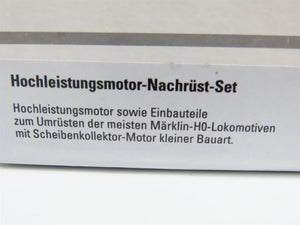 Hochleistungsmotor-Nachrüst-Set
Hochleistungsmotor sowie Einbauteile
zum Umrüsten der meisten Märklin-H0-Lokomotiven
mit Scheibenkollektor-Motor kleiner Bauart.